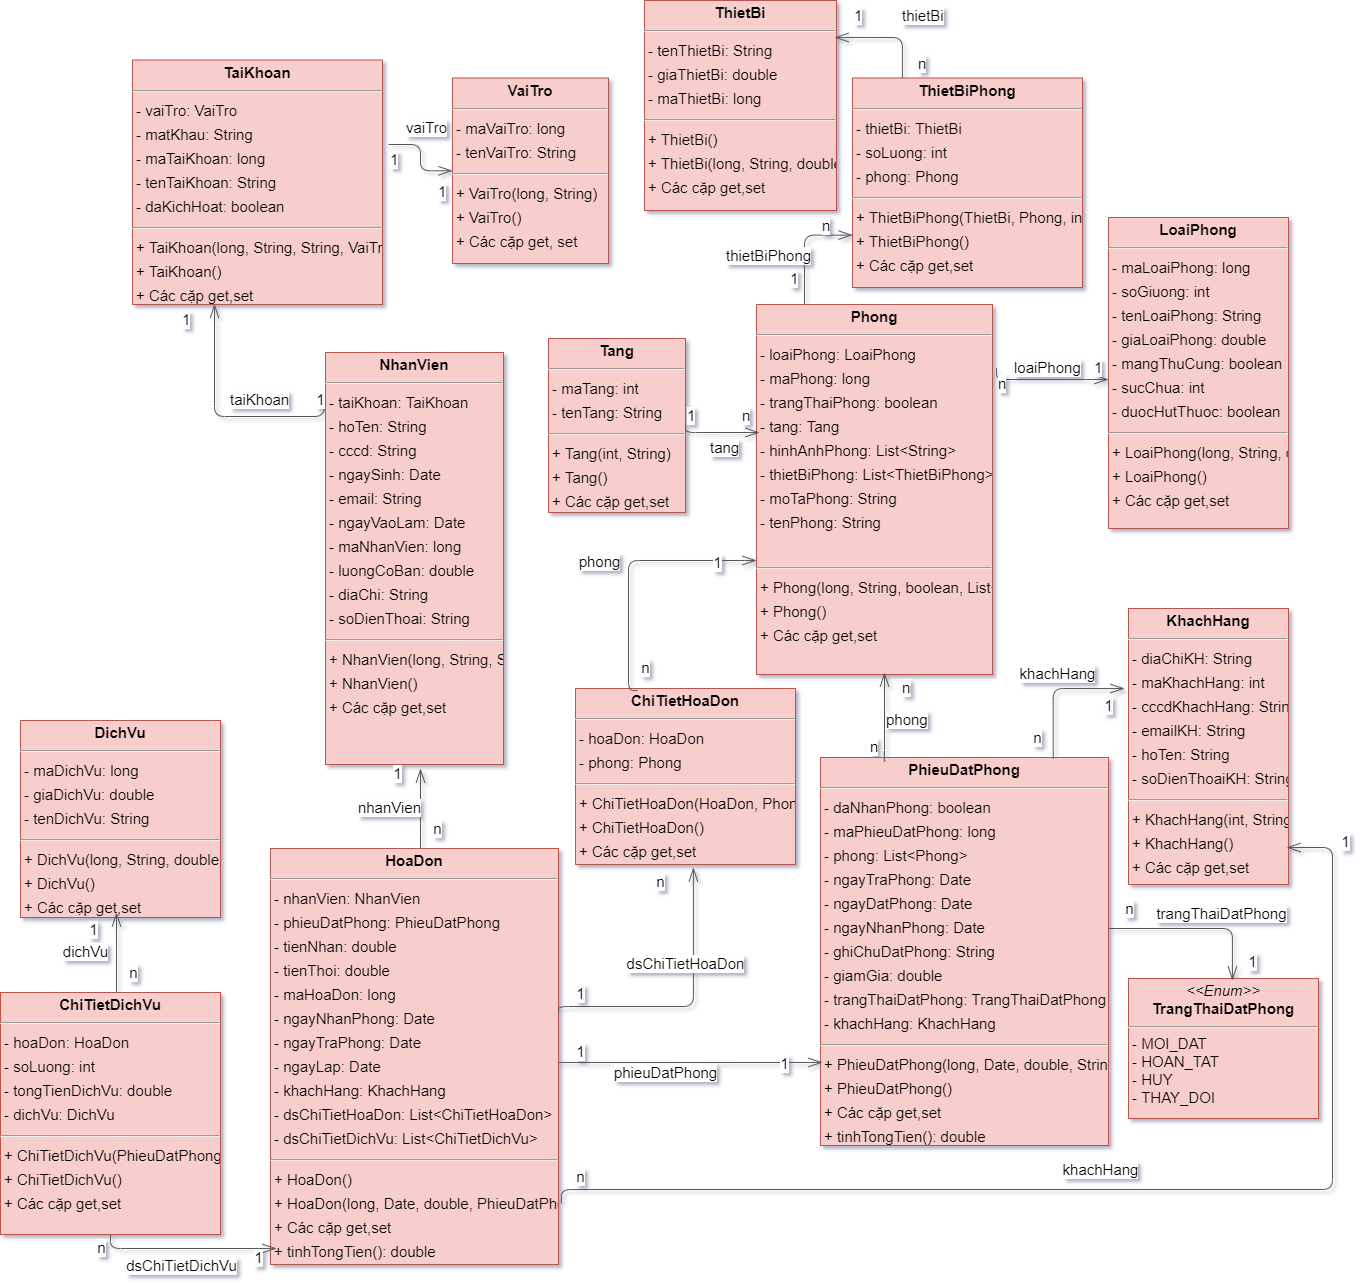 ThietBi
- tenThietBi: String
- giaThietBi: double
- maThietBi: long
+ ThietBi()
+ ThietBi(long, String, double
+ Các cặp get,set
1
thietBi
n
ThietBiPhong
- thietBi: ThietBi
- soLuong: int
- phong: Phong
+ ThietBiPhong(ThietBi, Phong, in
+ ThietBiPhong()
+ Các cặp get,set
TaiKhoan
- vaiTro: VaiTro
- matKhau: String
- maTaiKhoan: long
- tenTaiKhoan: String
- daKichHoat: boolean
+ TaiKhoan(long, String, String, VaiTr
+ TaiKhoan()
+ Các cặp get,set
vaiTro
1
1
VaiTro
- maVaiTro: long
- tenVaiTro: String
+ VaiTro(long, String)
+ VaiTro()
+ Các cặp get, set
n
thietBiPhong
1
LoaiPhong
- maLoaiPhong: long
- soGiuong: int
- tenLoaiPhong: String
- giaLoaiPhong: double
- mangThuCung: boolean
- sucChua: int
- duocHutThuoc: boolean
+ LoaiPhong(long, String,
+ LoaiPhong()
+ Các cặp get,set
1
taiKhoan
1
NhanVien
- taiKhoan: TaiKhoan
- hoTen: String
- cccd: String
- ngaySinh: Date
- email: String
- ngayVaoLam: Date
- maNhanVien: long
- luongCoBan: double
- diaChi: String
- soDienThoai: String
+ NhanVien(long, String, S
+ NhanVien()
+ Các cặp get,set
Tang
- maTang: int
- tenTang: String
+ Tang(int, String)
+ Tang()
+ Các cặp get,set
1
n
tang
Phong
- loaiPhong: LoaiPhong
- maPhong: long
- trangThaiPhong: boolean
- tang: Tang
- hinhAnhPhong: List<String>
- thietBiPhong: List<ThietBiPhong>
- moTaPhong: String
- tenPhong: String
+ Phong(long, String, boolean, List
+ Phong()
+ Các cặp get,set
n
loaiPhong
1
phong
1
n
KhachHang
- diaChiKH: String
- maKhachHang: int
- cccdKhachHang: Strin
- emailKH: String
- hoTen: String
- soDienThoaiKH: String
+ KhachHang(int, String
+ KhachHang()
+ Các cặp get,set
khachHang
1
n
ChiTietHoaDon
- hoaDon: HoaDon
- phong: Phong
+ ChiTietHoaDon(HoaDon, Phon
+ ChiTietHoaDon()
+ Các cặp get,set
n
phong
n
DichVu
- maDichVu: long
- giaDichVu: double
- tenDichVu: String
+ DichVu(long, String, double
+ DichVu()
+ Các cặp get,set
1
nhanVien
n
PhieuDatPhong
- daNhanPhong: boolean
- maPhieuDatPhong: long
- phong: List<Phong>
- ngayTraPhong: Date
- ngayDatPhong: Date
- ngayNhanPhong: Date
- ghiChuDatPhong: String
- giamGia: double
- trangThaiDatPhong: TrangThaiDatPhong
- khachHang: KhachHang
+ PhieuDatPhong(long, Date, double, Strin
+ PhieuDatPhong()
+ Các cặp get,set
+ tinhTongTien(): double
1
HoaDon
- nhanVien: NhanVien
- phieuDatPhong: PhieuDatPhong
- tienNhan: double
- tienThoi: double
- maHoaDon: long
- ngayNhanPhong: Date
- ngayTraPhong: Date
- ngayLap: Date
- khachHang: KhachHang
- dsChiTietHoaDon: List<ChiTietHoaDon>
- dsChiTietDichVu: List<ChiTietDichVu>
+ HoaDon()
+ HoaDon(long, Date, double, PhieuDatPh
+ Các cặp get,set
+ tinhTongTien(): double
n
dsChiTietHoaDon
1
1
dichVu
n
n
trangThaiDatPhong
1
<<Enum>>
TrangThaiDatPhong
- MOI_DAT
- HOAN_TAT
- HUY
- THAY_DOI
ChiTietDichVu
- hoaDon: HoaDon
- soLuong: int
- tongTienDichVu: double
- dichVu: DichVu
+ ChiTietDichVu(PhieuDatPhong
+ ChiTietDichVu()
+ Các cặp get,set
1
1
phieuDatPhong
n
khachHang
n
1
dsChiTietDichVu